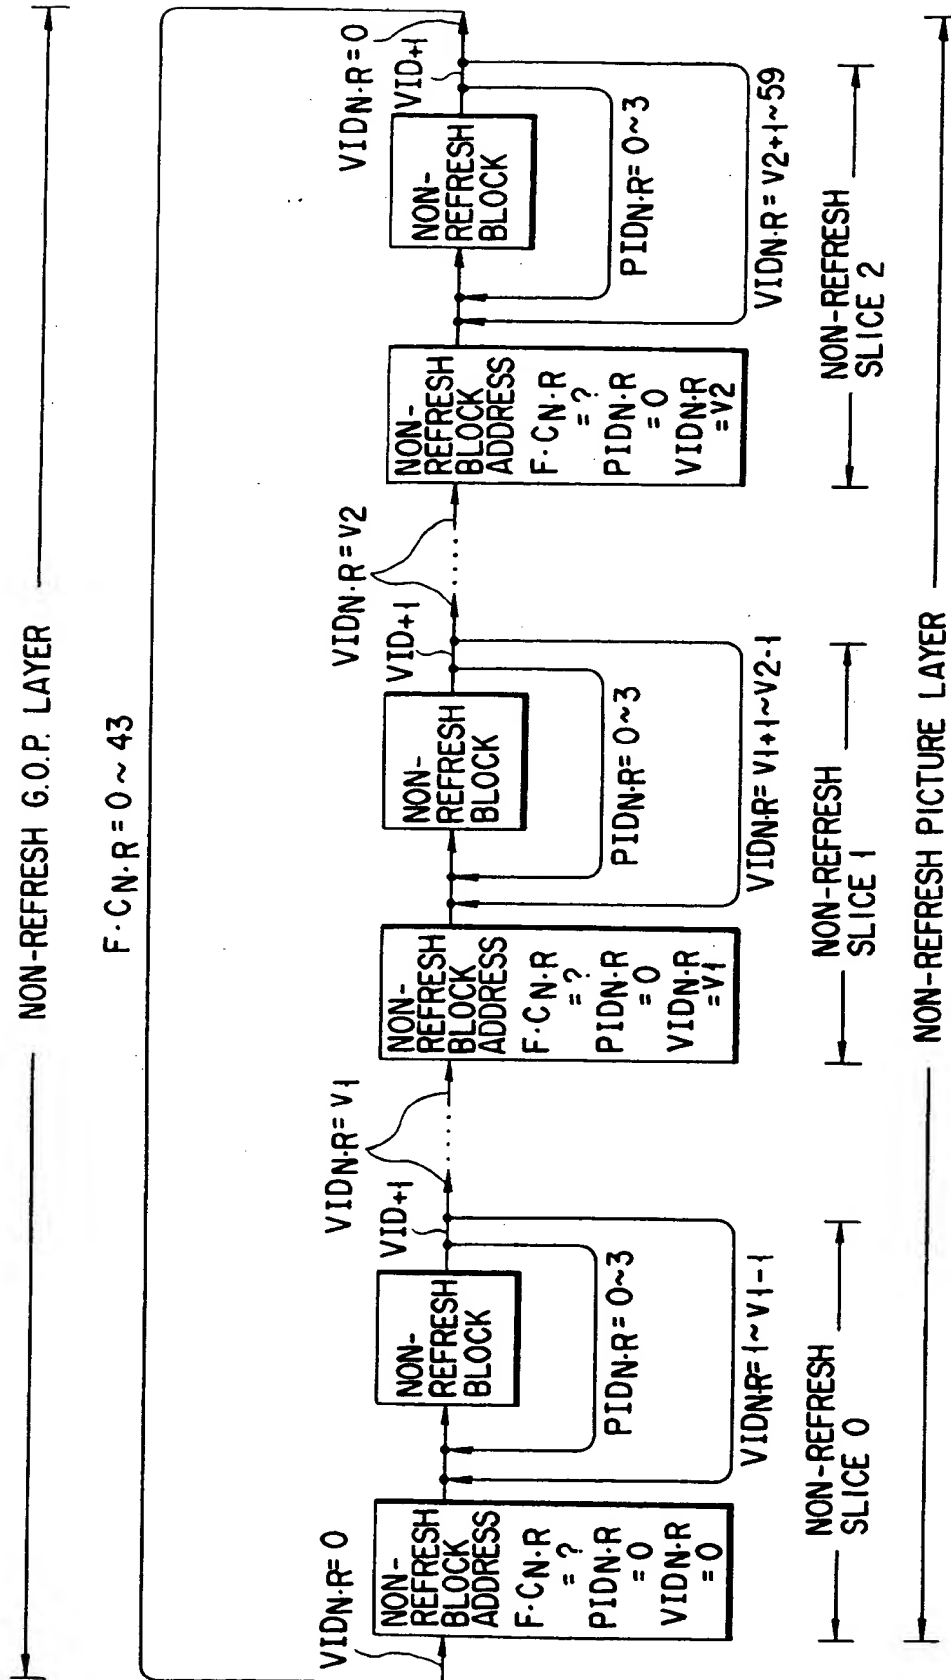 NON-REFRESH G.O.P. LAYER
F·CN·R = 0 ~ 43
VIDN·R = 0
NON-
REFRESH
BLOCK
ADDRESS
F·CN·R
= ?
PIDN·R
= 0
VIDN·R
= 0
NON-
REFRESH
BLOCK
VID+1
PIDN·R = 0~3
VIDN·R = 1 ~ V1-1
NON-REFRESH
SLICE 0
VIDN·R = V1
NON-
REFRESH
BLOCK
ADDRESS
F·CN·R
= ?
PIDN·R
= 0
VIDN·R
= V1
NON-
REFRESH
BLOCK
VID+1
PIDN·R = 0~3
VIDN·R = V1+1 ~ V2-1
NON-REFRESH
SLICE 1
VIDN·R = V2
NON-
REFRESH
BLOCK
ADDRESS
F·CN·R
= ?
PIDN·R
= 0
VIDN·R
= V2
NON-
REFRESH
BLOCK
VID+1
VIDN·R = 0
PIDN·R = 0~3
VIDN·R = V2+1 ~ 59
NON-REFRESH
SLICE 2
NON-REFRESH PICTURE LAYER